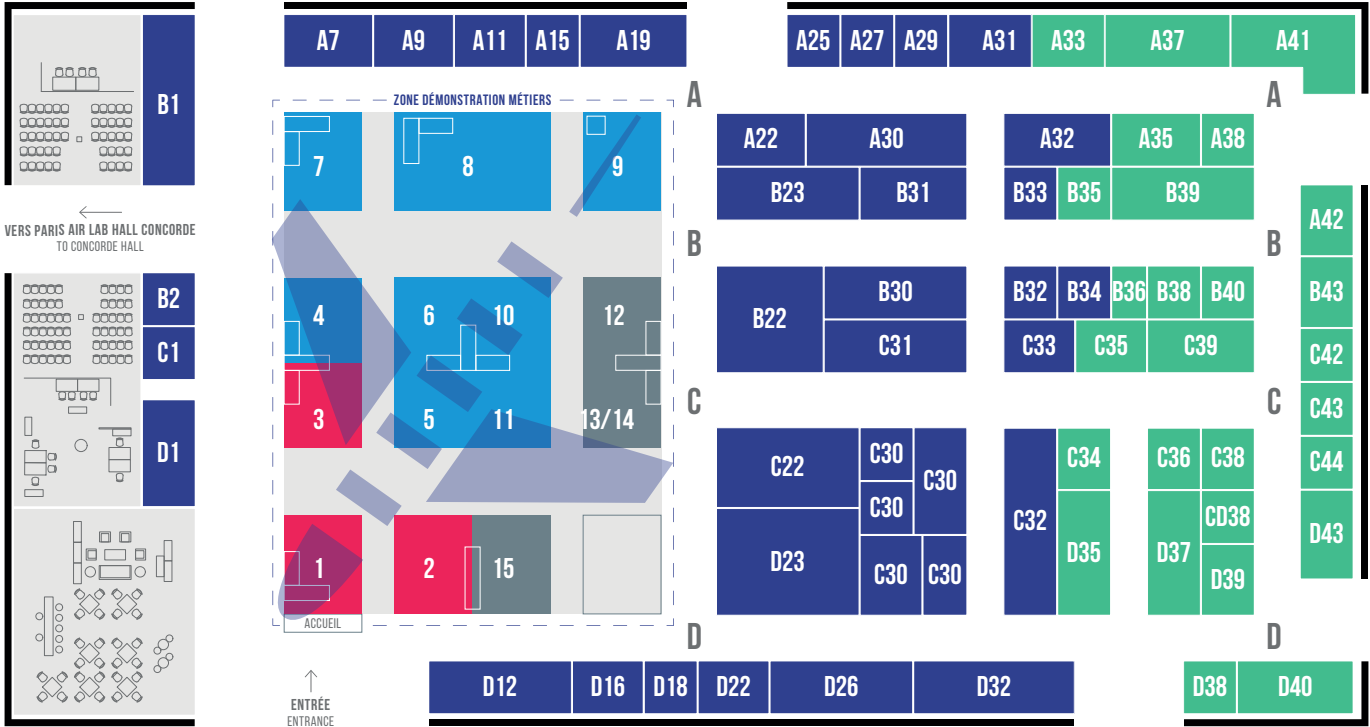 A7 A9 A11 A15 A19 A25 A27 A29 A31 A33 A37 A41
B1
ZONE DÉMONSTRATION MÉTIERS
A A
7 8 9
A22 A30 A32 A35 A38
B23 B31 B33 B35 B39
A42
VERS PARIS AIR LAB HALL CONCORDE
TO CONCORDE HALL
B B
B2
4 6 10 12
B22 B30 B32 B34 B36 B38 B40
B43
C1
C31 C33 C35 C39
C42
3 5 11 13/14
C C
C43
D1
C22 C30 C30 C34 C36 C38
C44
C30 C32 CD38
D43
1 2 15
D23 C30 C30 D35 D37 D39
ACCUEIL
D D
ENTRÉE
ENTRANCE
D12 D16 D18 D22 D26 D32 D38 D40